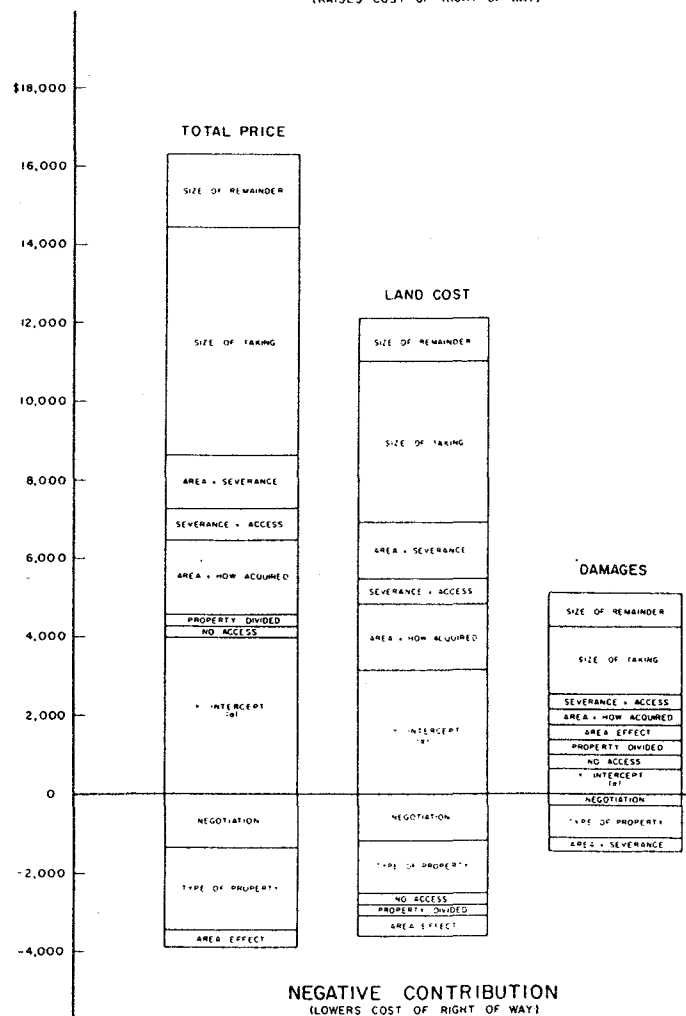 (RAISES COST OF RIGHT OF WAY)
$18,000
16,000
14,000
12,000
10,000
8,000
6,000
4,000
2,000
0
-2,000
-4,000
TOTAL PRICE
SIZE OF REMAINDER
SIZE OF TAKING
AREA + SEVERANCE
SEVERANCE + ACCESS
AREA + HOW ACQUIRED
PROPERTY DIVIDED
NO ACCESS
Y INTERCEPT
(a)
NEGOTIATION
TYPE OF PROPERTY
AREA EFFECT
LAND COST
SIZE OF REMAINDER
SIZE OF TAKING
AREA + SEVERANCE
SEVERANCE + ACCESS
AREA + HOW ACQUIRED
Y INTERCEPT
(a)
NEGOTIATION
TYPE OF PROPERTY
NO ACCESS
PROPERTY DIVIDED
AREA EFFECT
DAMAGES
SIZE OF REMAINDER
SIZE OF TAKING
SEVERANCE + ACCESS
AREA + HOW ACQUIRED
AREA EFFECT
PROPERTY DIVIDED
NO ACCESS
Y INTERCEPT
(a)
NEGOTIATION
TYPE OF PROPERTY
AREA + SEVERANCE
NEGATIVE CONTRIBUTION
(LOWERS COST OF RIGHT OF WAY)